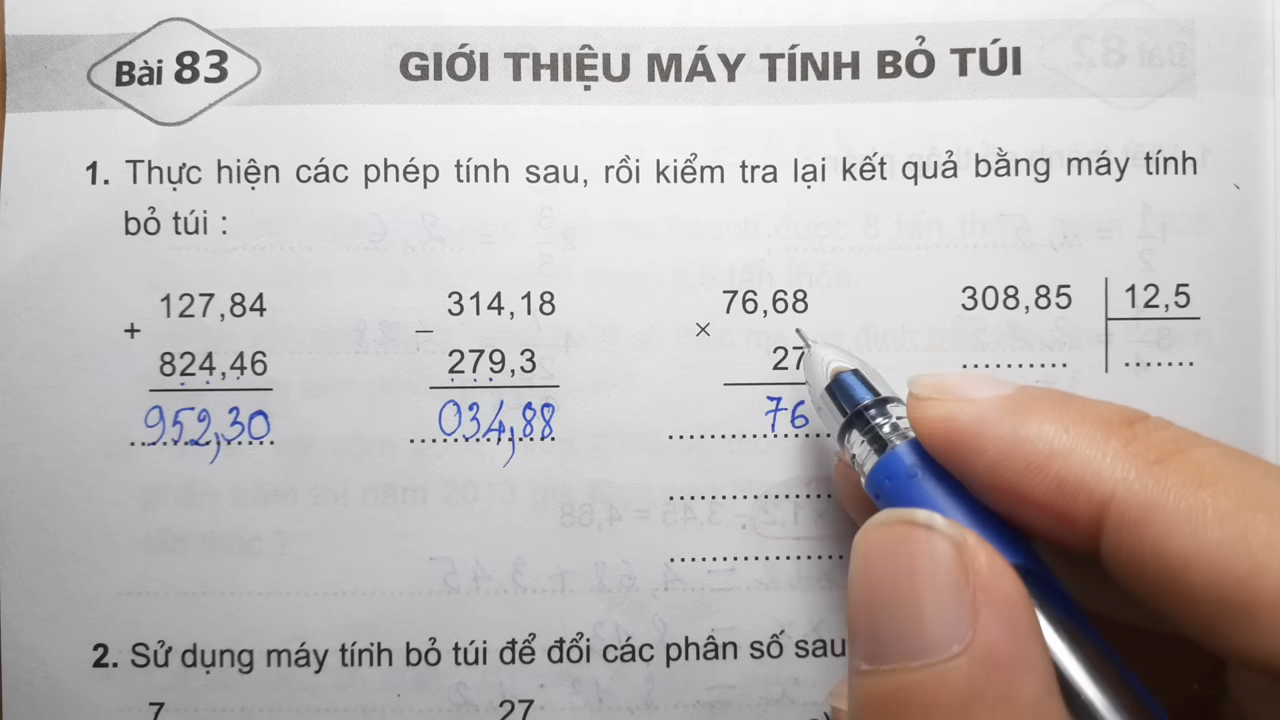 Bài 83
GIỚI THIỆU MÁY TÍNH BỎ TÚI
1. Thực hiện các phép tính sau, rồi kiểm tra lại kết quả bằng máy tính
bỏ túi :
127,84
+
824,46
952,30
314,18
–
279,3
034,88
76,68
×
27
76
308,85 12,5
2. Sử dụng máy tính bỏ túi để đổi các phân số sau
7 27